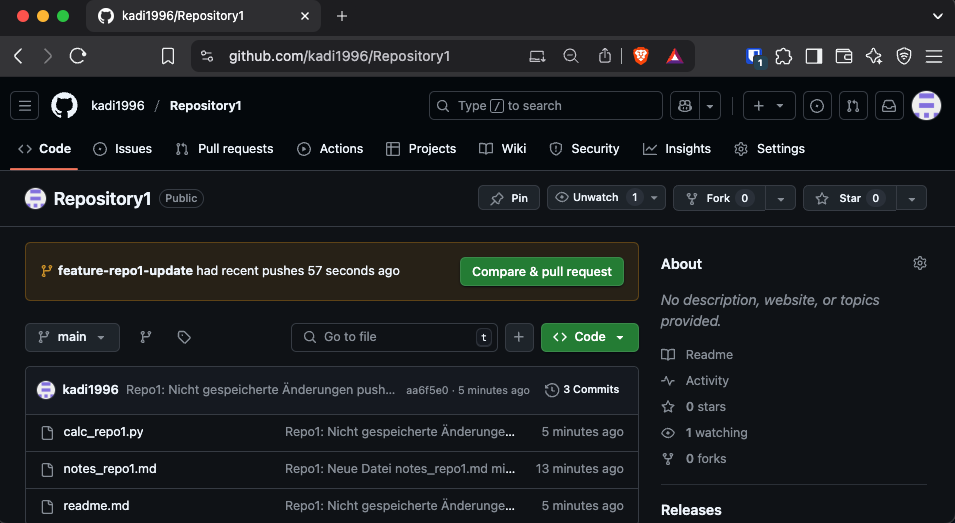 kadi1996/Repository1
github.com/kadi1996/Repository1
1
kadi1996 / Repository1
Type / to search
Code
Issues
Pull requests
Actions
Projects
Wiki
Security
Insights
Settings
Repository1 Public
Pin
Unwatch 1
Fork 0
Star 0
feature-repo1-update had recent pushes 57 seconds ago
Compare & pull request
main
Go to file t
Code
kadi1996 Repo1: Nicht gespeicherte Änderungen push... aa6f5e0 · 5 minutes ago 3 Commits
calc_repo1.py Repo1: Nicht gespeicherte Änderunge... 5 minutes ago
notes_repo1.md Repo1: Neue Datei notes_repo1.md mi... 13 minutes ago
readme.md Repo1: Nicht gespeicherte Änderunge... 5 minutes ago
About
No description, website, or topics
provided.
Readme
Activity
0 stars
1 watching
0 forks
Releases